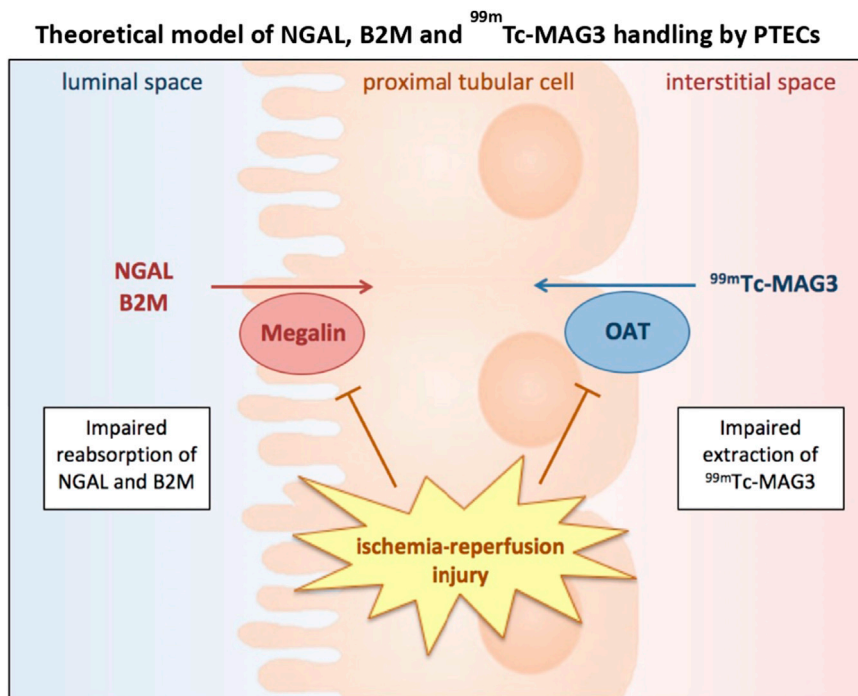 Theoretical model of NGAL, B2M and ⁹⁹ᵐTc-MAG3 handling by PTECs
luminal space
proximal tubular cell
interstitial space
NGAL
B2M
⁹⁹ᵐTc-MAG3
Megalin
OAT
Impaired
reabsorption of
NGAL and B2M
Impaired
extraction of
⁹⁹ᵐTc-MAG3
ischemia-reperfusion
injury